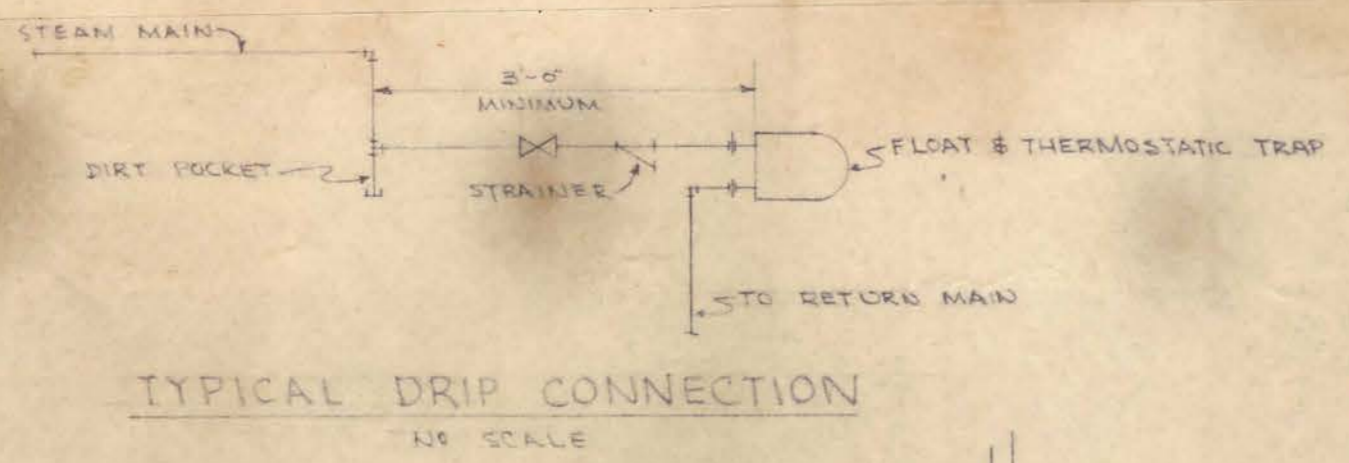 STEAM MAIN
3'-0"
MINIMUM
FLOAT & THERMOSTATIC TRAP
DIRT POCKET
STRAINER
TO RETURN MAIN
TYPICAL DRIP CONNECTION
NO SCALE